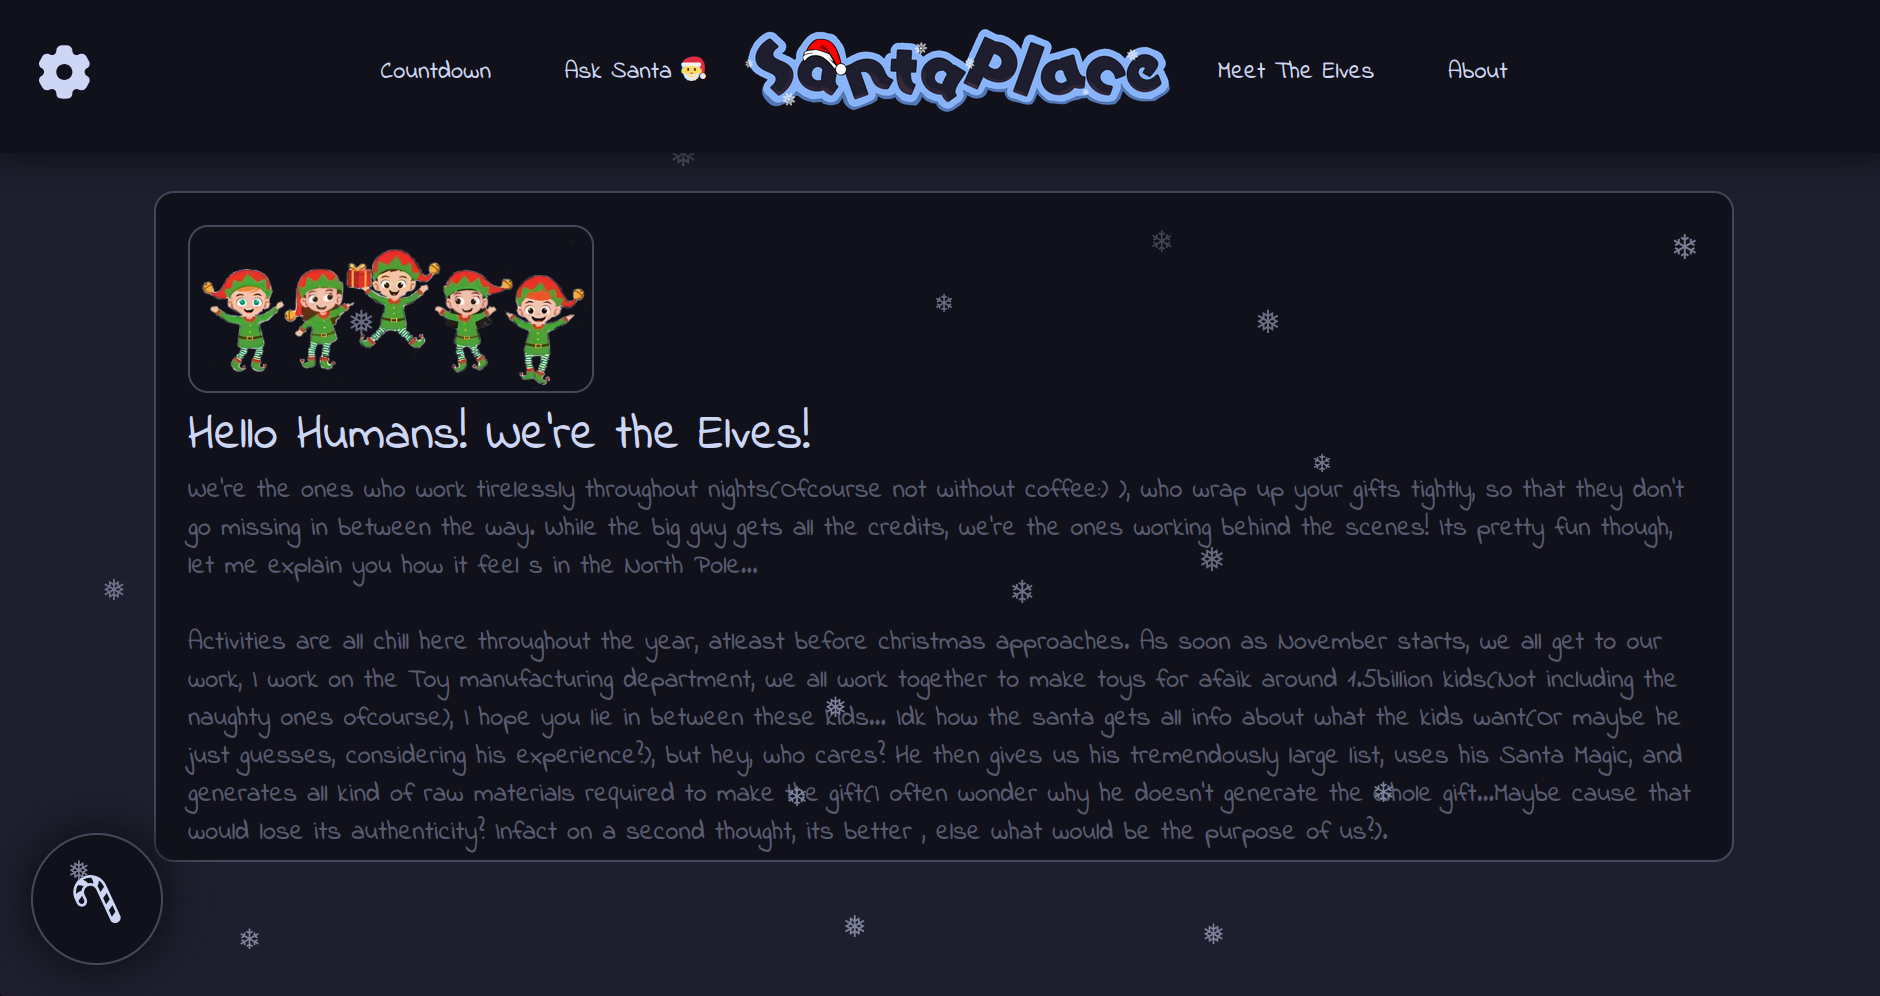 Countdown
Ask Santa
SantaPlace
Meet The Elves
About
Hello Humans! We're the Elves!
We're the ones who work tirelessly throughout nights(Ofcourse not without coffee:) ), who wrap up your gifts tightly, so that they don't
go missing in between the way. While the big guy gets all the credits, we're the ones working behind the scenes! Its pretty fun though,
let me explain you how it feel s in the North Pole...
Activities are all chill here throughout the year, atleast before christmas approaches. As soon as November starts, we all get to our
work, I work on the Toy manufacturing department, we all work together to make toys for afaik around 1.5billion kids(Not including the
naughty ones ofcourse), I hope you lie in between these kids... Idk how the santa gets all info about what the kids want(Or maybe he
just guesses, considering his experience?), but hey, who cares? He then gives us his tremendously large list, uses his Santa Magic, and
generates all kind of raw materials required to make the gift(I often wonder why he doesn't generate the whole gift...Maybe cause that
would lose its authenticity? Infact on a second thought, its better , else what would be the purpose of us?).